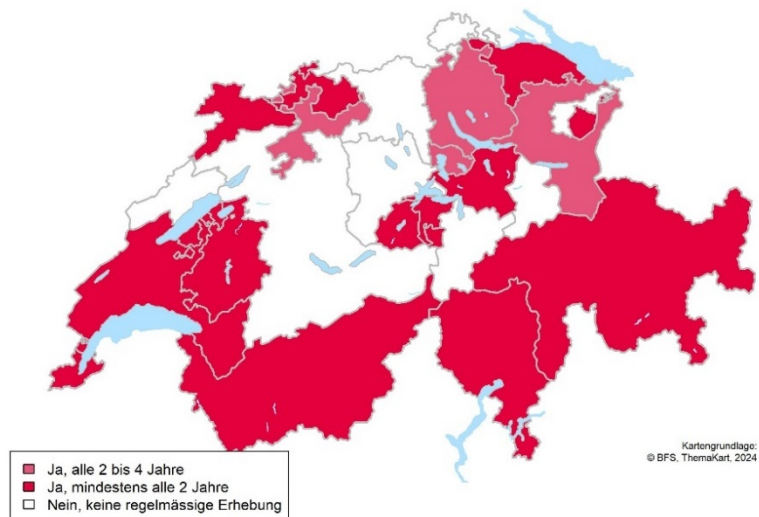 Ja, alle 2 bis 4 Jahre
Ja, mindestens alle 2 Jahre
Nein, keine regelmässige Erhebung
Kartengrundlage:
© BFS, ThemaKart, 2024